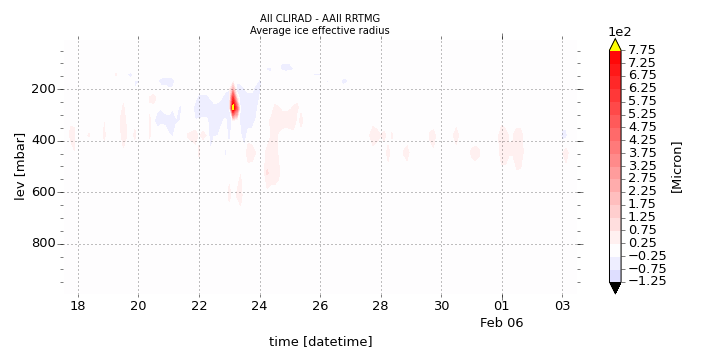 All CLIRAD - AAII RRTMG
Average ice effective radius
1e2
7.75
7.25
6.75
6.25
5.75
5.25
4.75
4.25
3.75
3.25
2.75
2.25
1.75
1.25
0.75
0.25
−0.25
−0.75
−1.25
[Micron]
lev [mbar]
200
400
600
800
18 20 22 24 26 28 30 01 03
Feb 06
time [datetime]